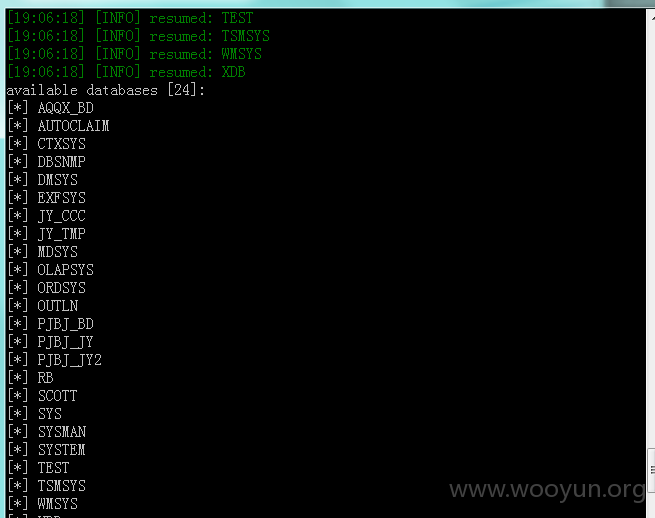 [19:06:18] [INFO] resumed: TEST
[19:06:18] [INFO] resumed: TSMSYS
[19:06:18] [INFO] resumed: WMSYS
[19:06:18] [INFO] resumed: XDB
available databases [24]:
[*] AQQX_BD
[*] AUTOCLAIM
[*] CTXSYS
[*] DBSNMP
[*] DMSYS
[*] EXFSYS
[*] JY_CCC
[*] JY_TMP
[*] MDSYS
[*] OLAPSYS
[*] ORDSYS
[*] OUTLN
[*] PJBJ_BD
[*] PJBJ_JY
[*] PJBJ_JY2
[*] RB
[*] SCOTT
[*] SYS
[*] SYSMAN
[*] SYSTEM
[*] TEST
[*] TSMSYS
[*] WMSYS
www.wooyun.org